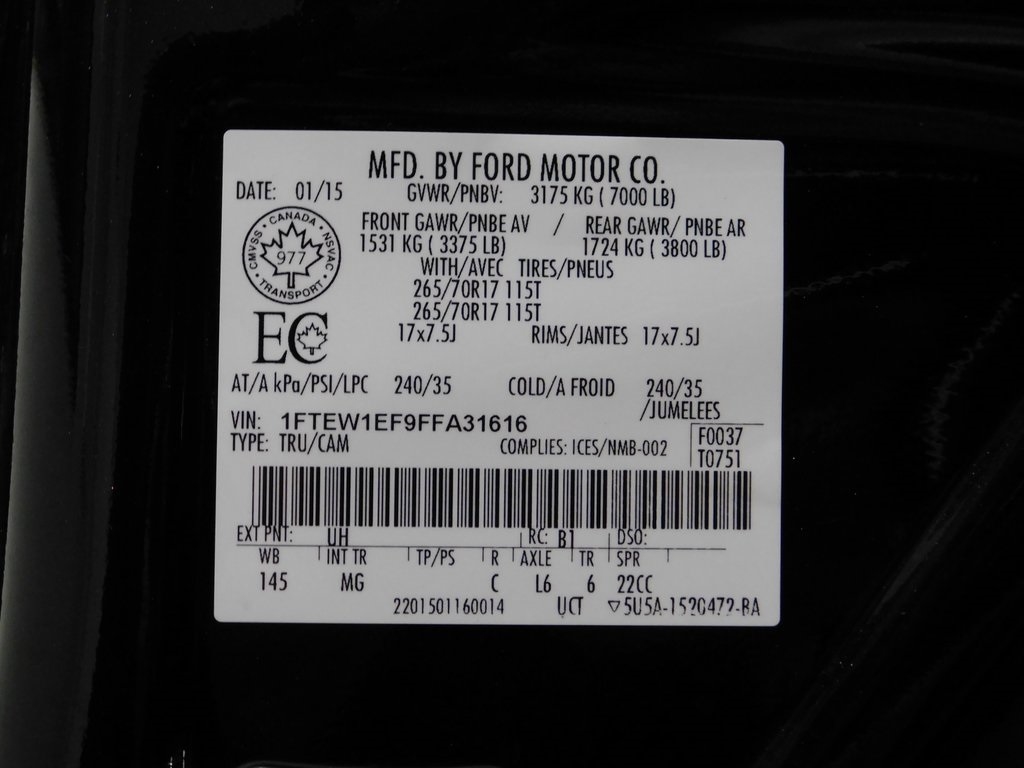 MFD. BY FORD MOTOR CO.
DATE: 01/15 GVWR/PNBV: 3175 KG ( 7000 LB)
FRONT GAWR/PNBE AV / REAR GAWR/ PNBE AR
1531 KG ( 3375 LB) 1724 KG ( 3800 LB)
CANADA
CMVSS NSVAC
977
TRANSPORT
WITH/AVEC TIRES/PNEUS
265/70R17 115T
265/70R17 115T
EC
17x7.5J RIMS/JANTES 17x7.5J
AT/A kPa/PSI/LPC 240/35 COLD/A FROID 240/35
/JUMELEES
VIN: 1FTEW1EF9FFA31616
TYPE: TRU/CAM COMPLIES: ICES/NMB-002
F0037
T0751
EXT PNT: UH RC: B1 DSO:
WB INT TR TP/PS R AXLE TR SPR
145 MG C L6 6 22CC
2201501160014 UCT ▽5U5A-1520472-BA